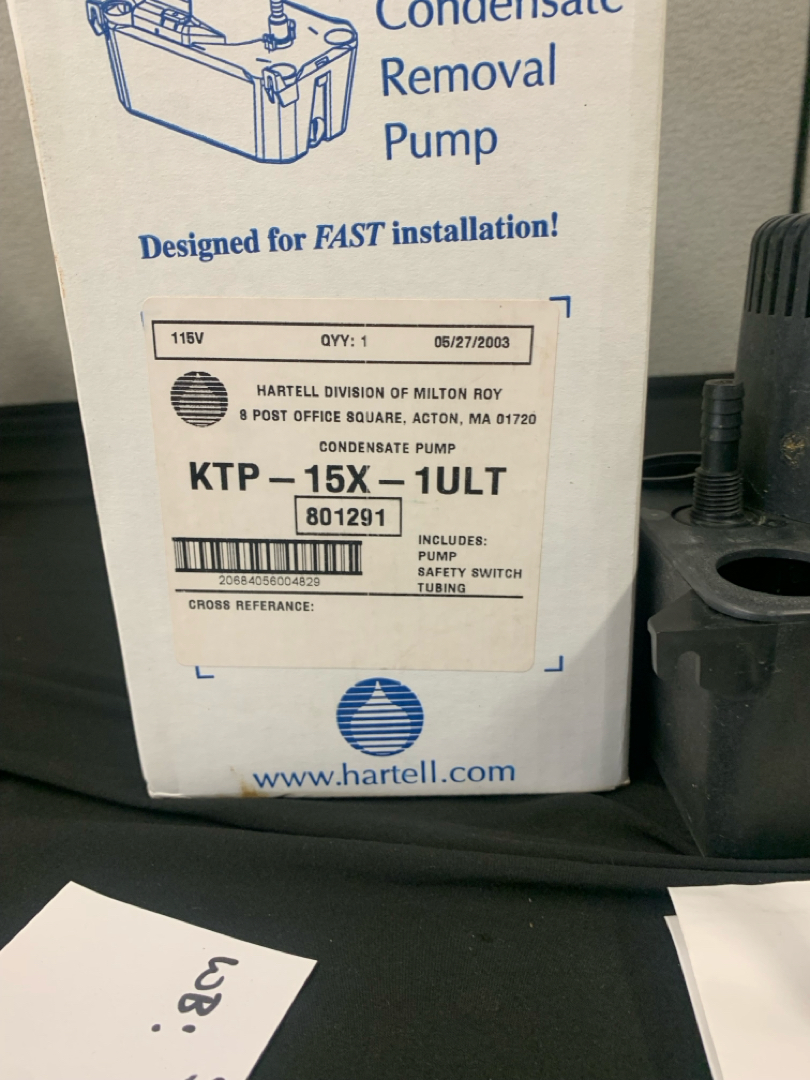 Condensate
Removal
Pump
Designed for FAST installation!
115V QYY: 1 05/27/2003
HARTELL DIVISION OF MILTON ROY
8 POST OFFICE SQUARE, ACTON, MA 01720
CONDENSATE PUMP
KTP - 15X - 1ULT
801291
INCLUDES:
PUMP
SAFETY SWITCH
TUBING
20684056004829
CROSS REFERANCE:
www.hartell.com